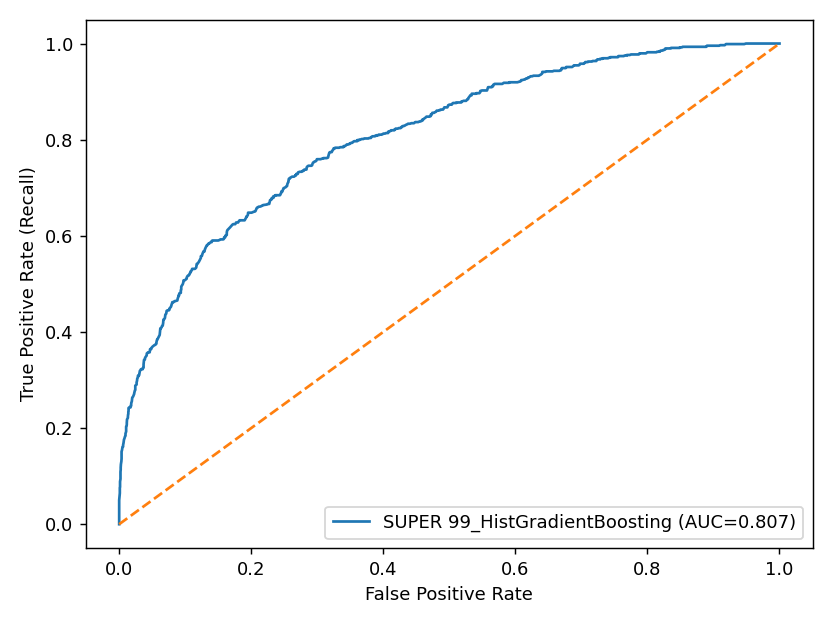 1.0
0.8
0.6
0.4
0.2
0.0
True Positive Rate (Recall)
SUPER 99_HistGradientBoosting (AUC=0.807)
0.0 0.2 0.4 0.6 0.8 1.0
False Positive Rate